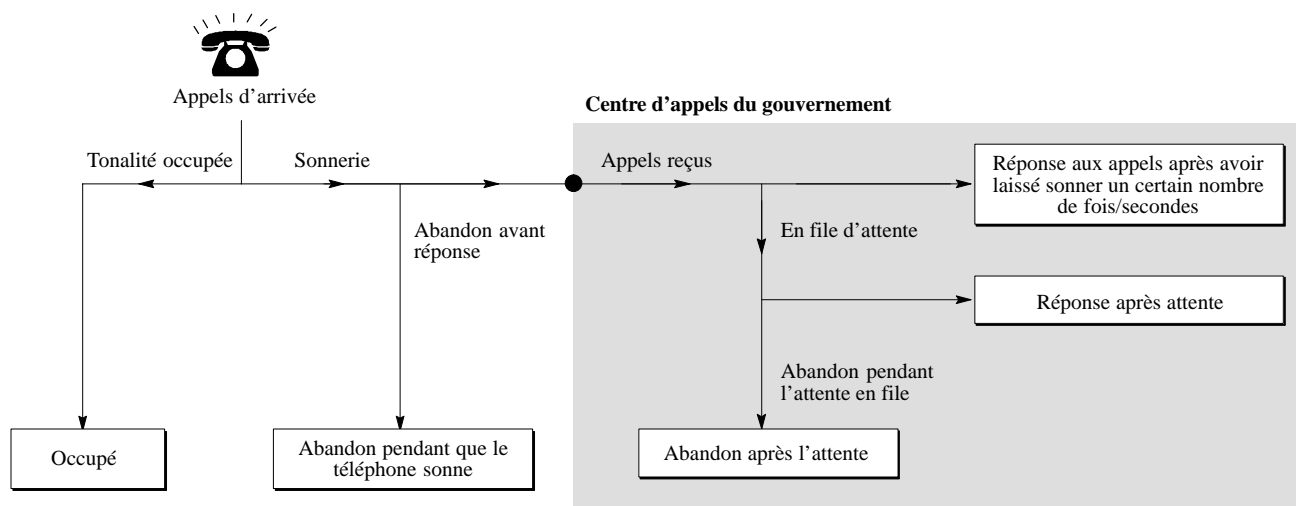 Appels d'arrivée
Centre d'appels du gouvernement
Tonalité occupée
Sonnerie
Appels reçus
Réponse aux appels après avoir
laissé sonner un certain nombre
de fois/secondes
Abandon avant
réponse
En file d'attente
Réponse après attente
Abandon pendant
l'attente en file
Occupé
Abandon pendant que le
téléphone sonne
Abandon après l'attente